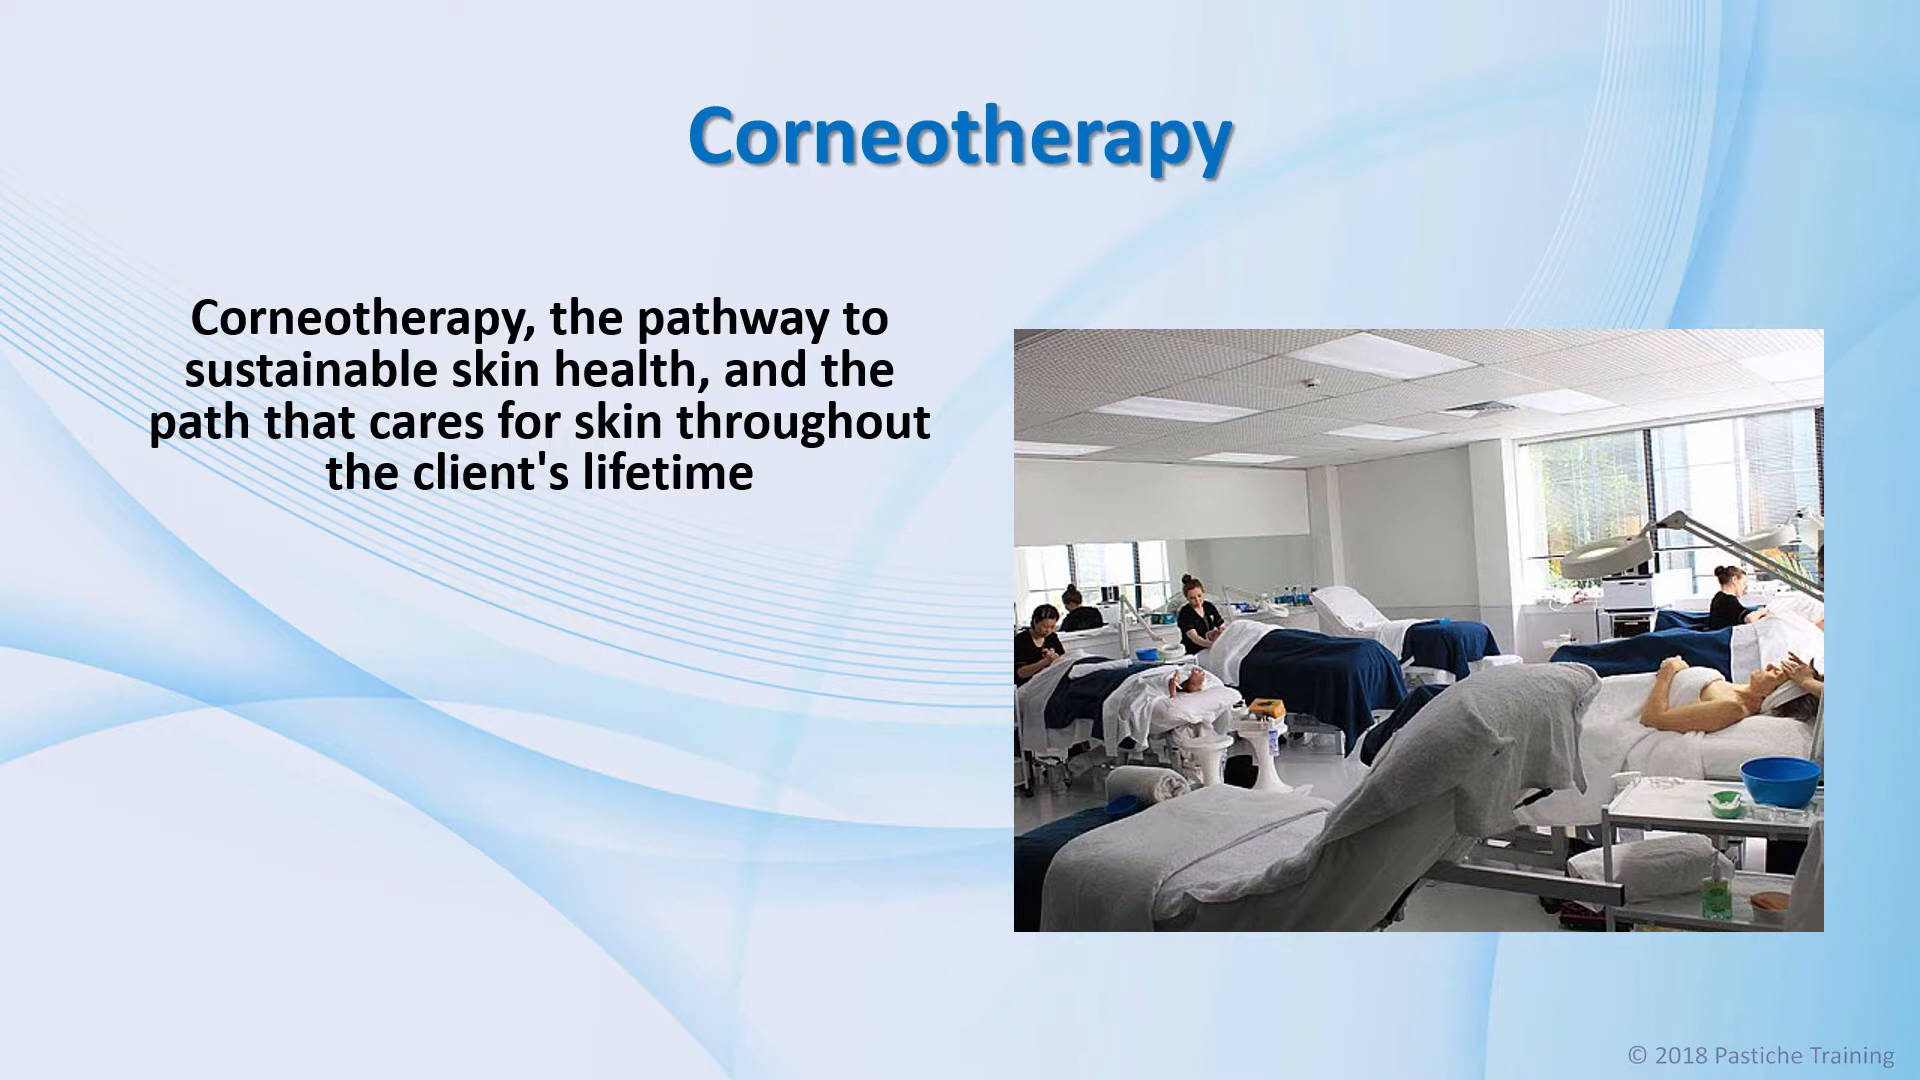 Corneotherapy
Corneotherapy, the pathway to
sustainable skin health, and the
path that cares for skin throughout
the client's lifetime
© 2018 Pastiche Training